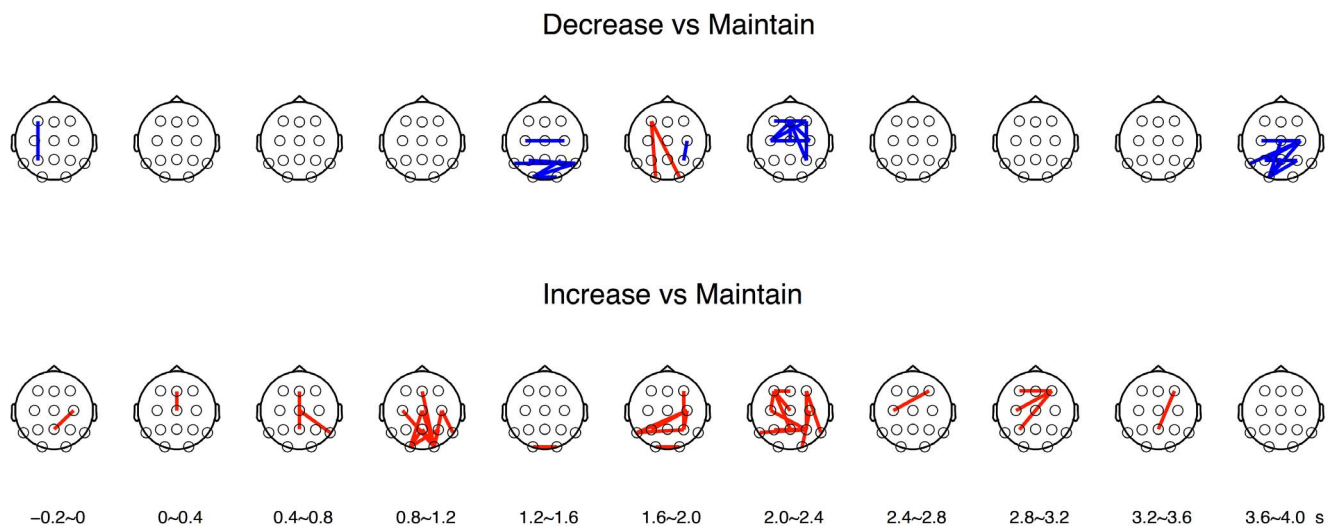 Decrease vs Maintain
Increase vs Maintain
−0.2~0 0~0.4 0.4~0.8 0.8~1.2 1.2~1.6 1.6~2.0 2.0~2.4 2.4~2.8 2.8~3.2 3.2~3.6 3.6~4.0 s